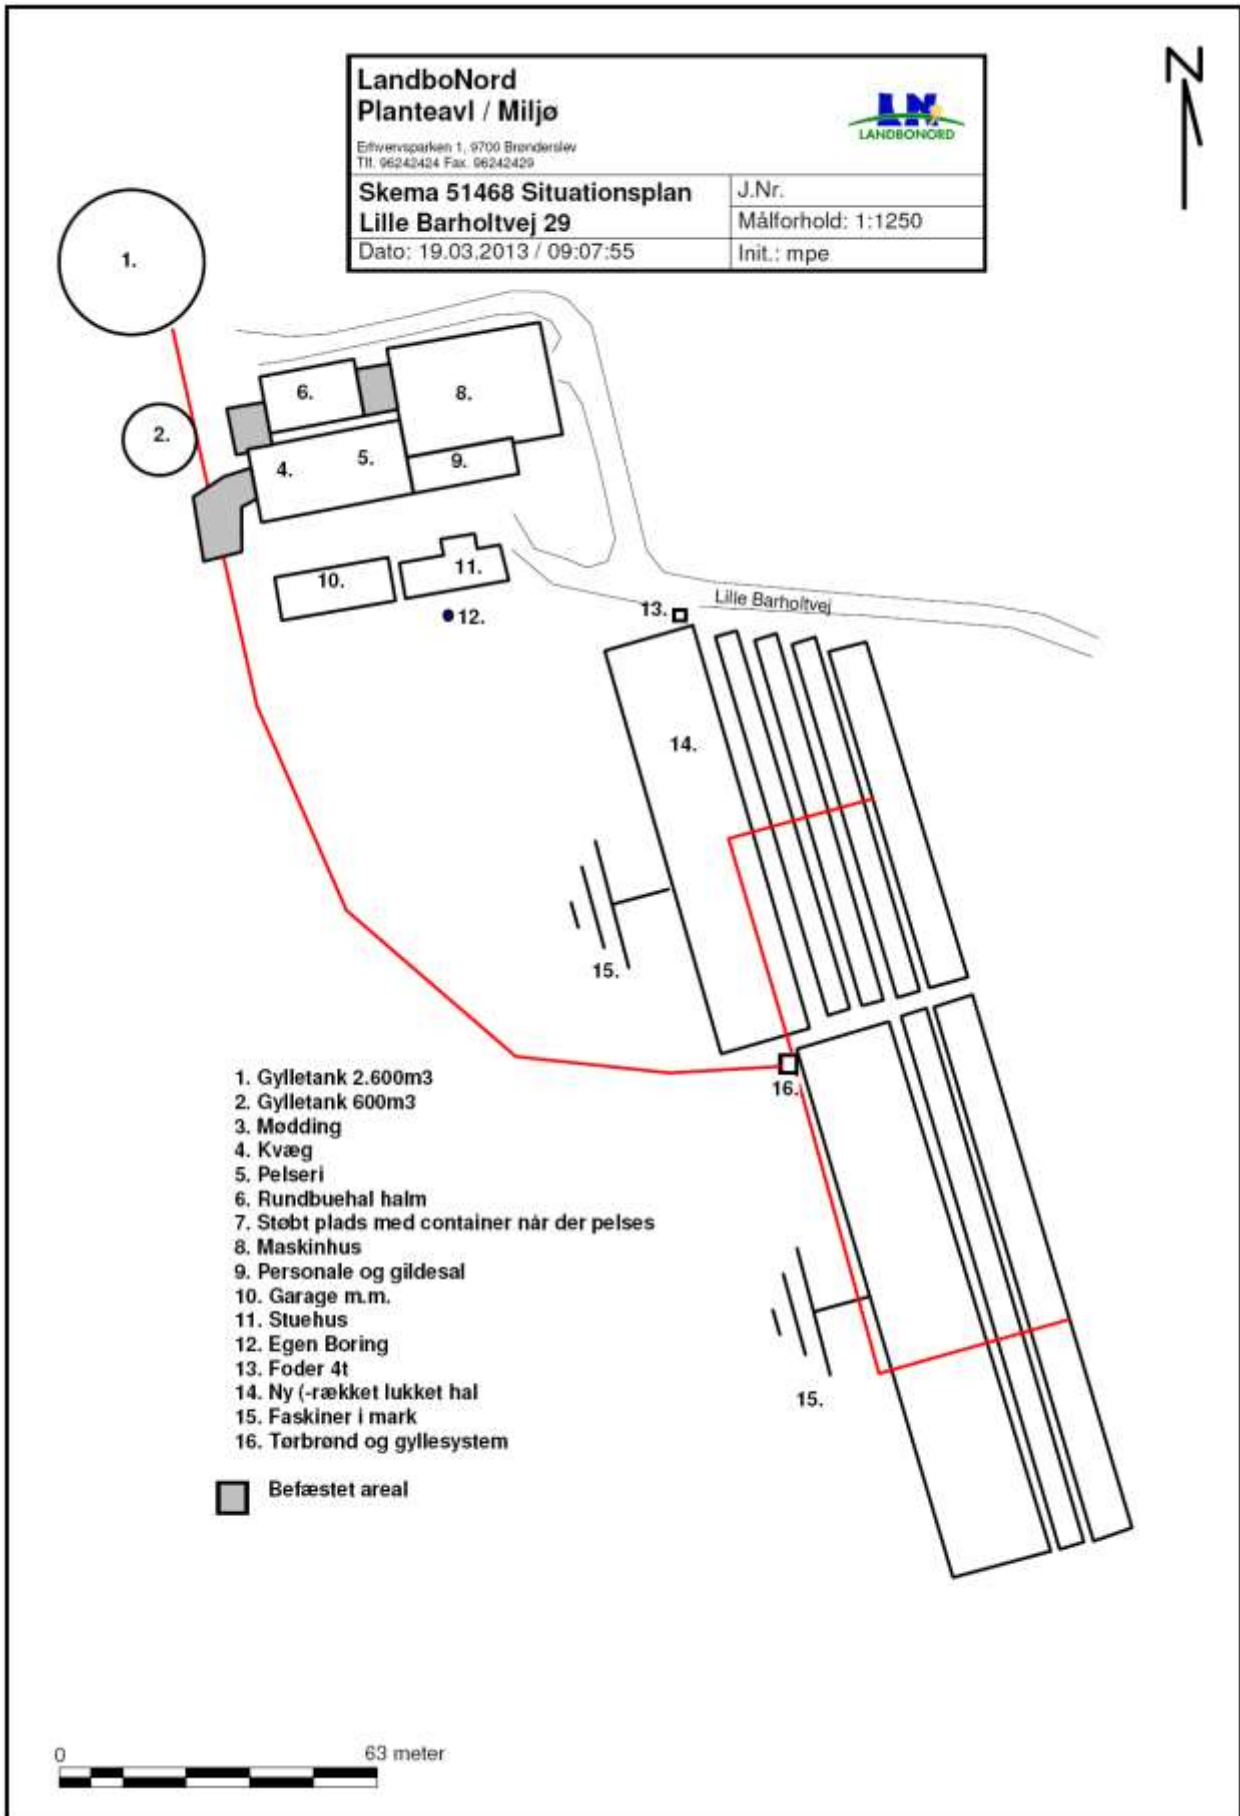 N
LandboNord
Planteavl / Miljø
LN
LANDBONORD
Erhvervsparken 1, 9700 Brønderslev
Tlf. 96242424 Fax. 96242429
Skema 51468 Situationsplan
Lille Barholtvej 29
J.Nr.
Målforhold: 1:1250
Dato: 19.03.2013 / 09:07:55
Init.: mpe
1.
2.
6.
8.
4.
5.
9.
10.
11.
12.
13.
Lille Barholtvej
14.
15.
16.
15.
1. Gylletank 2.600m3
2. Gylletank 600m3
3. Mødding
4. Kvæg
5. Pelseri
6. Rundbuehal halm
7. Støbt plads med container når der pelses
8. Maskinhus
9. Personale og gildesal
10. Garage m.m.
11. Stuehus
12. Egen Boring
13. Foder 4t
14. Ny (-rækket lukket hal
15. Faskiner i mark
16. Tørbrønd og gyllesystem
Befæstet areal
0 63 meter